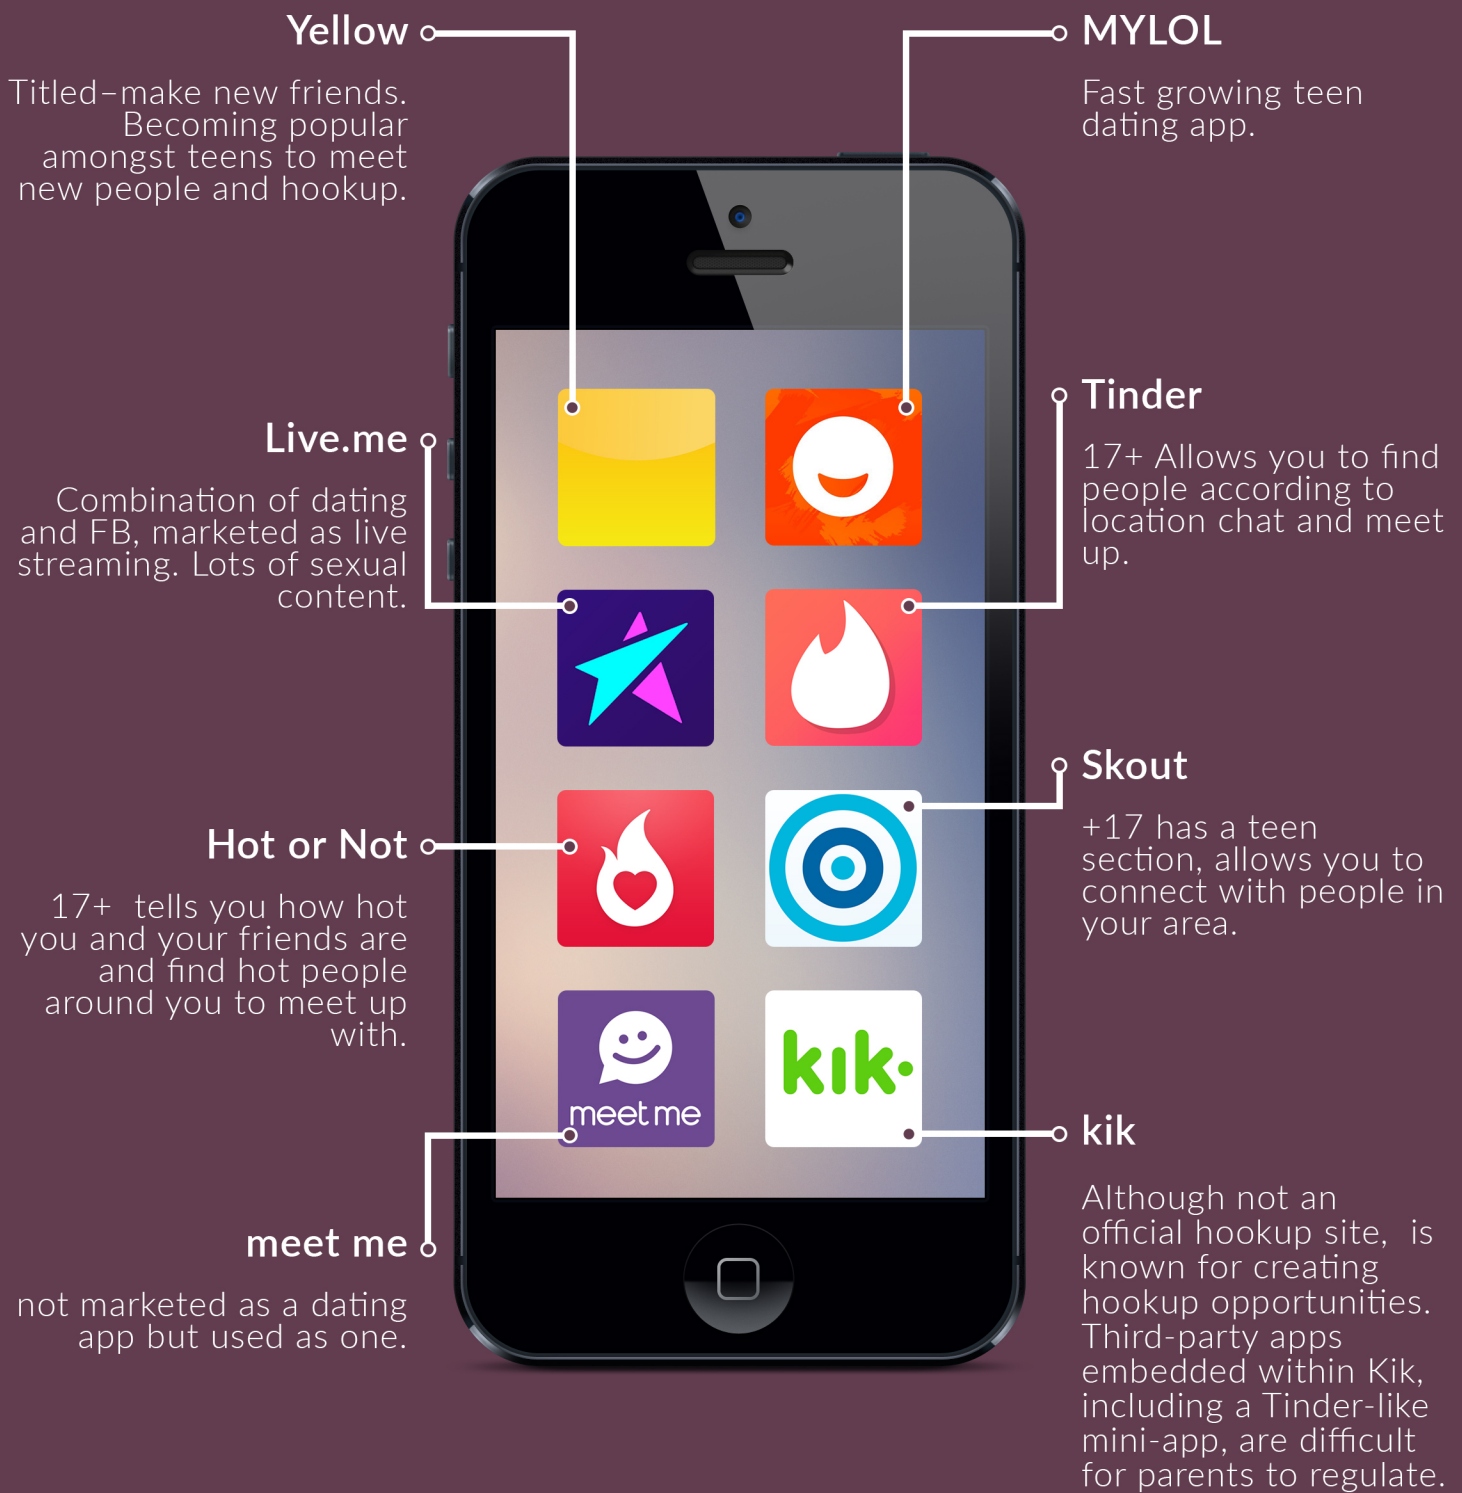 Yellow
Titled–make new friends.
Becoming popular
amongst teens to meet
new people and hookup.
MYLOL
Fast growing teen
dating app.
Live.me
Combination of dating
and FB, marketed as live
streaming. Lots of sexual
content.
Tinder
17+ Allows you to find
people according to
location chat and meet
up.
Hot or Not
17+ tells you how hot
you and your friends are
and find hot people
around you to meet up
with.
Skout
+17 has a teen
section, allows you to
connect with people in
your area.
meet me
kik.
meet me
not marketed as a dating
app but used as one.
kik
Although not an
official hookup site, is
known for creating
hookup opportunities.
Third-party apps
embedded within Kik,
including a Tinder-like
mini-app, are difficult
for parents to regulate.